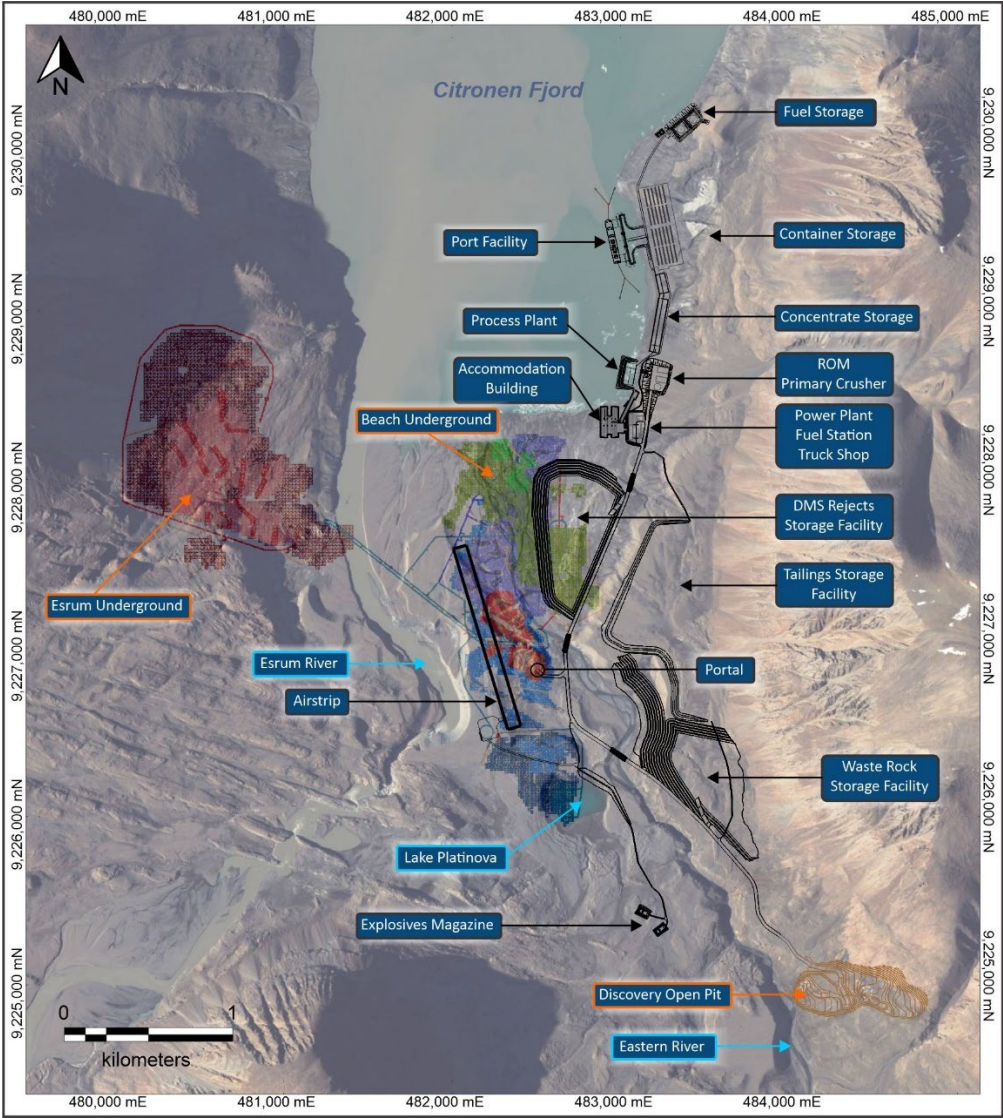 480,000 mE
481,000 mE
482,000 mE
483,000 mE
484,000 mE
485,000 mE
N
Citronen Fjord
Fuel Storage
9,230,000 mN
9,230,000 mN
Port Facility
Container Storage
9,229,000 mN
9,229,000 mN
Process Plant
Concentrate Storage
Accommodation
Building
ROM
Primary Crusher
Beach Underground
Power Plant
Fuel Station
Truck Shop
9,228,000 mN
9,228,000 mN
DMS Rejects
Storage Facility
Tailings Storage
Facility
Esrum Underground
9,227,000 mN
9,227,000 mN
Esrum River
Portal
Airstrip
Waste Rock
Storage Facility
9,226,000 mN
9,226,000 mN
Lake Platinova
Explosives Magazine
9,225,000 mN
9,225,000 mN
Discovery Open Pit
0
1
kilometers
Eastern River
480,000 mE
481,000 mE
482,000 mE
483,000 mE
484,000 mE
485,000 mE